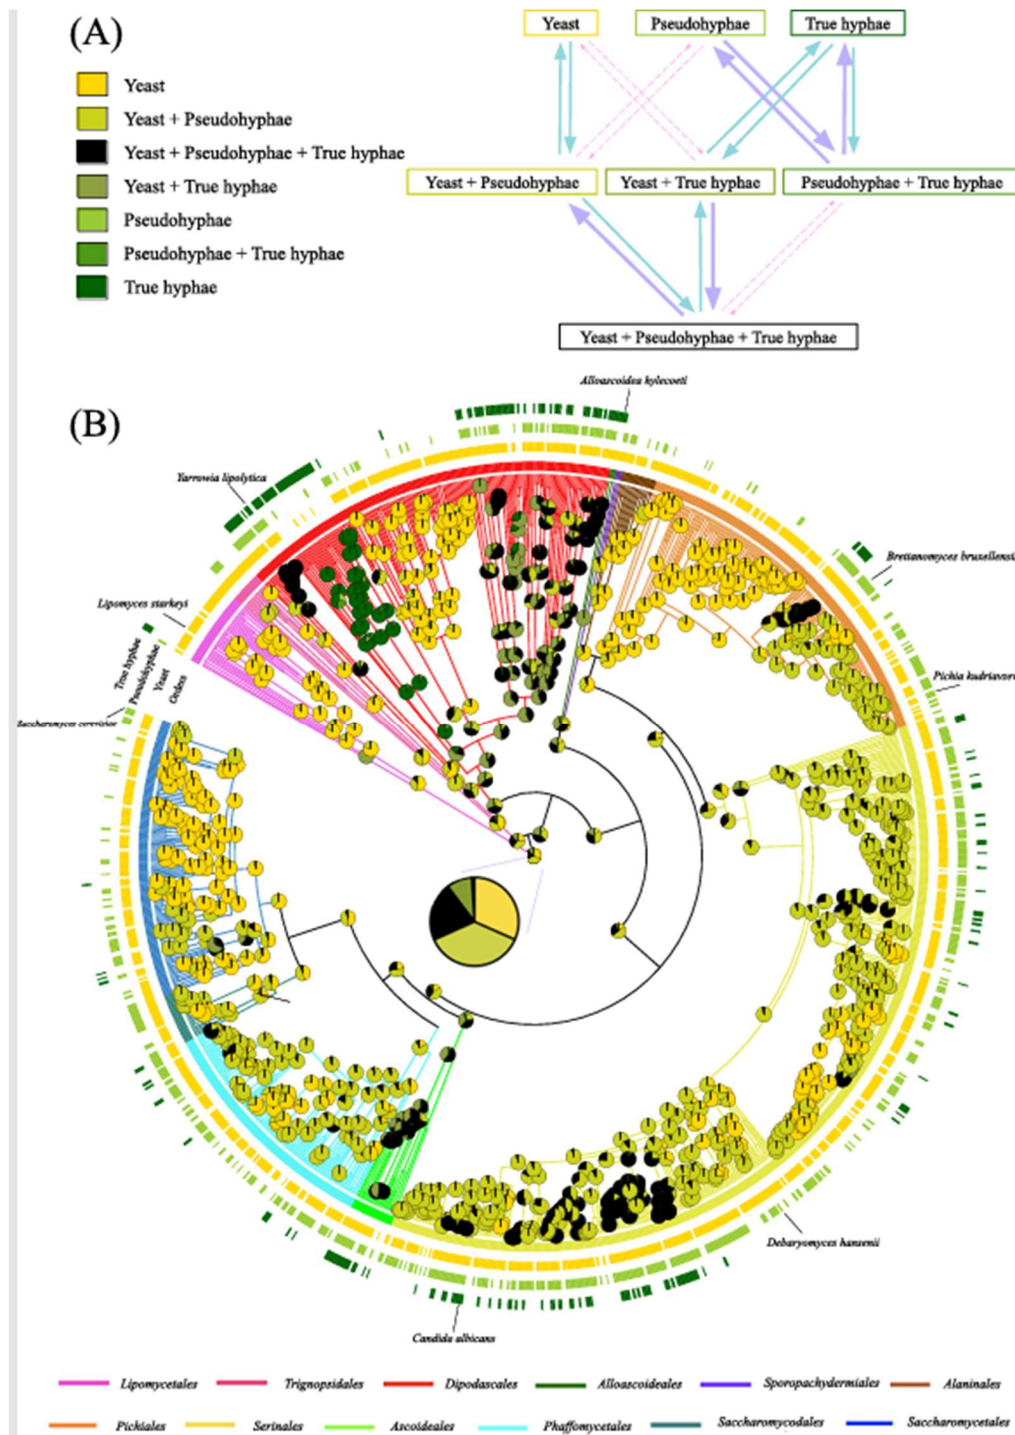 (A)
Yeast
Yeast + Pseudohyphae
Yeast + Pseudohyphae + True hyphae
Yeast + True hyphae
Pseudohyphae
Pseudohyphae + True hyphae
True hyphae
Yeast
Pseudohyphae
True hyphae
Yeast + Pseudohyphae
Yeast + True hyphae
Pseudohyphae + True hyphae
Yeast + Pseudohyphae + True hyphae
(B)
Alloascoidea hylecoeti
Yarrowia lipolytica
Brettanomyces bruxellensi
Lipomyces starkeyi
True hyphae
Pseudohyphae
Yeast
Orders
Pichia kudriavzev
Saccharomyces cerevisiae
Debaryomyces hansenii
Candida albicans
Lipomycetales
Trignopsidales
Dipodascales
Alloascoideales
Sporopachydermiales
Alaninales
Pichiales
Serinales
Ascoideales
Phaffomycetales
Saccharomycodales
Saccharomycetales